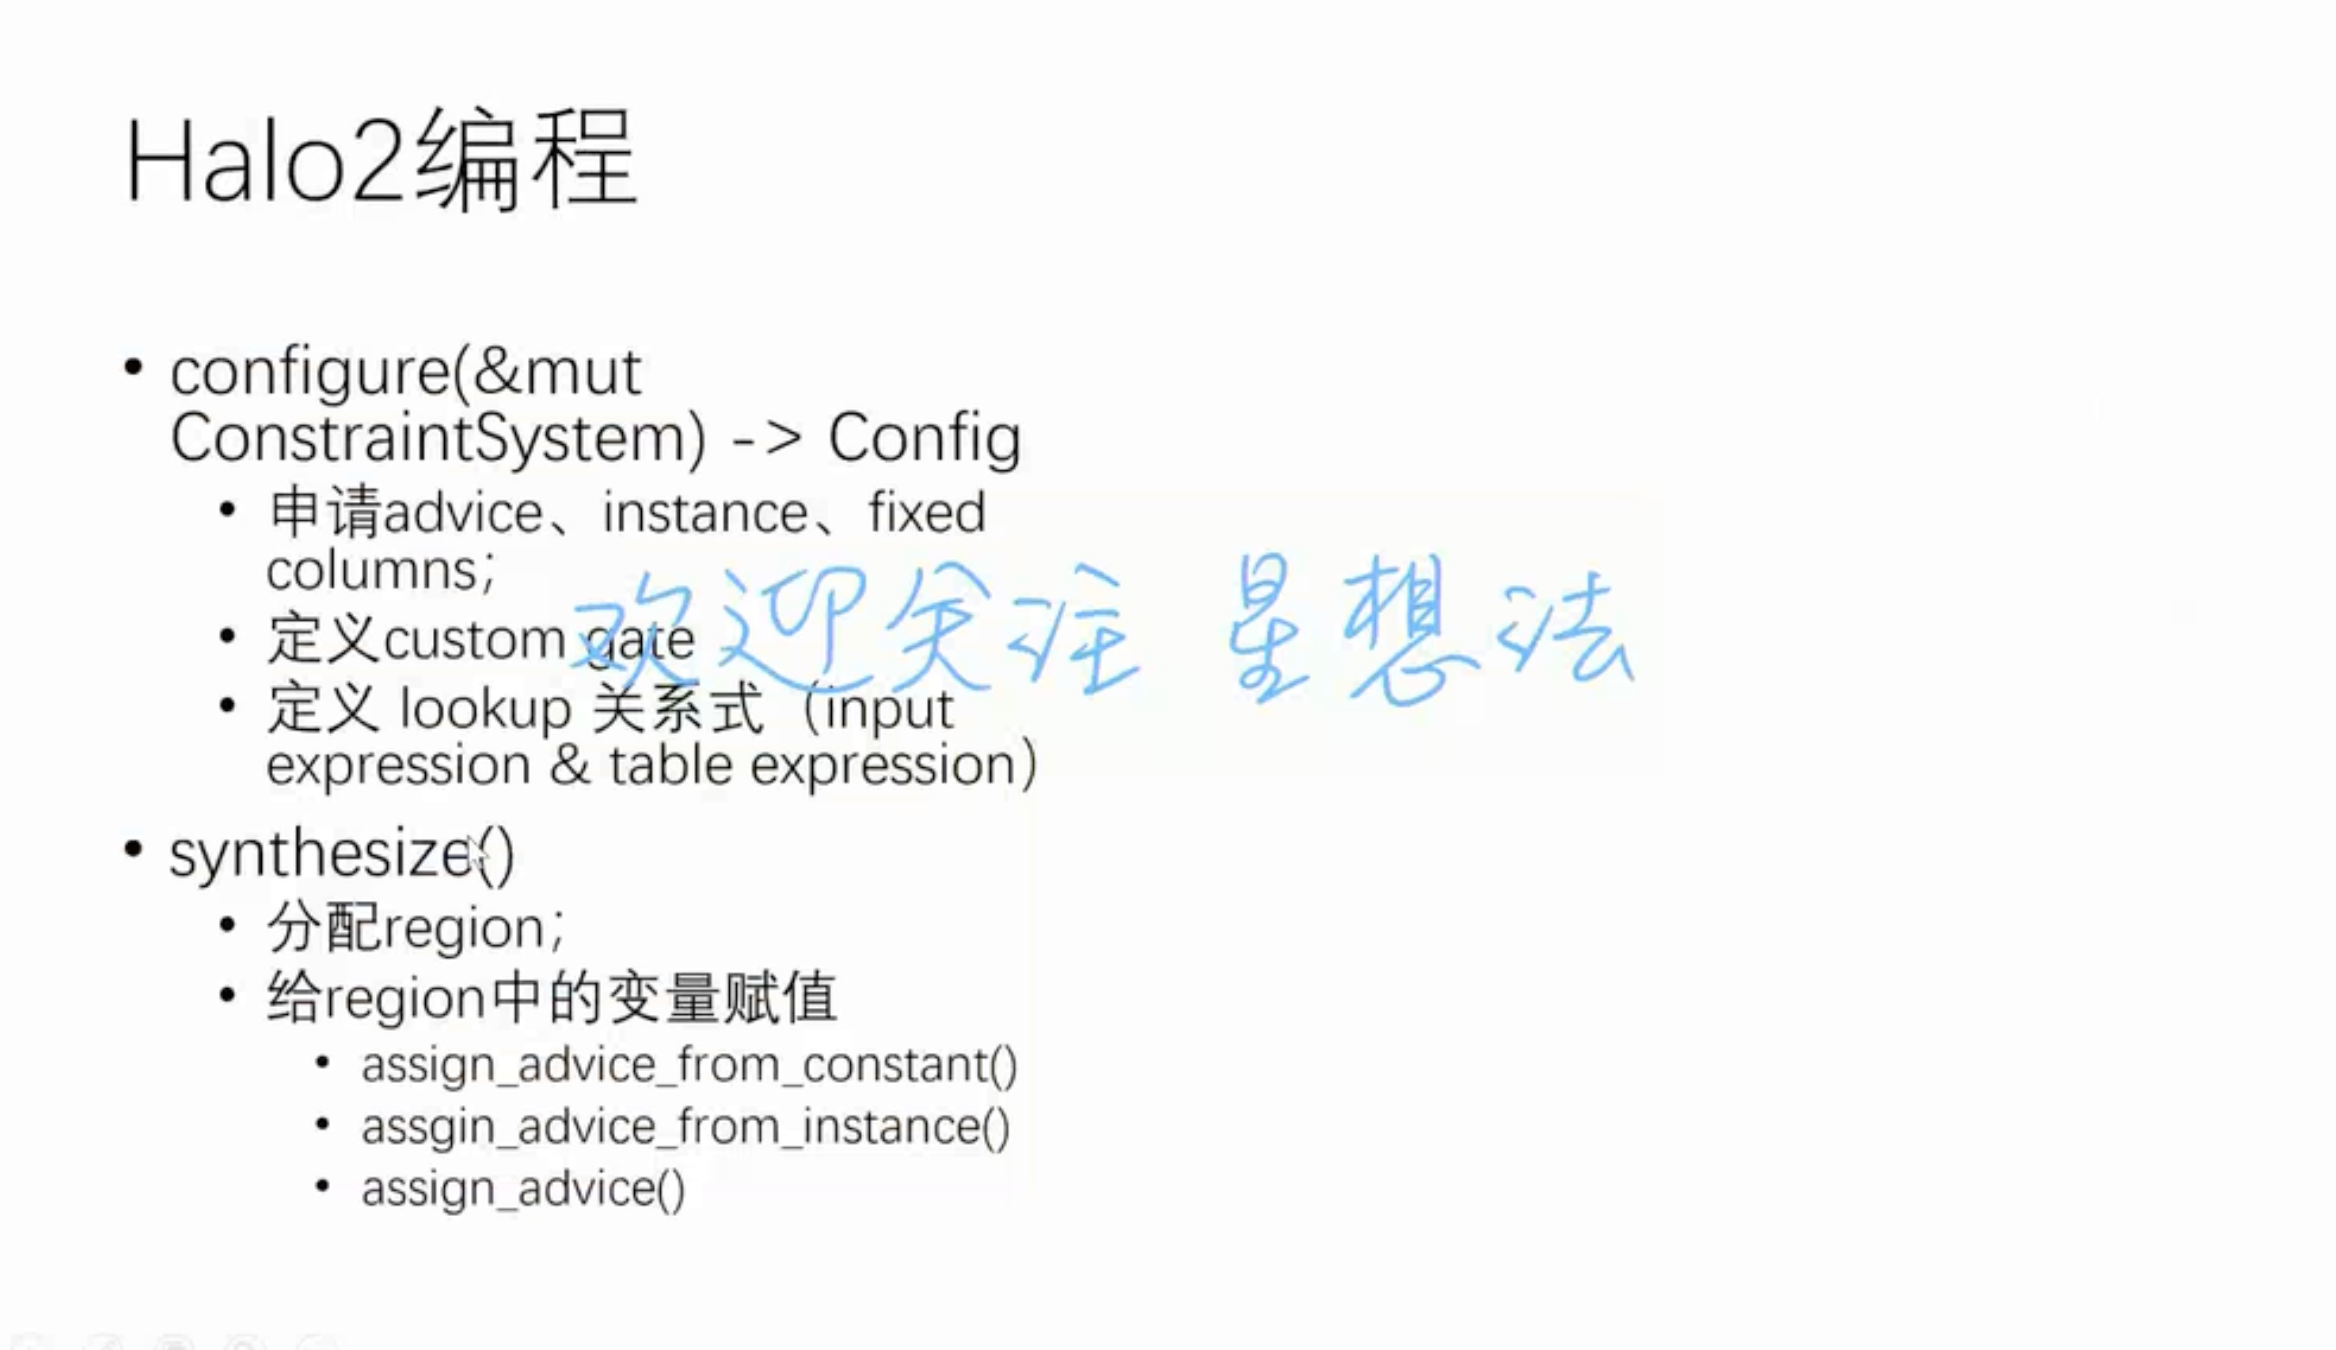 Halo2编程
• configure(&mut
ConstraintSystem) -> Config
• 申请advice、instance、fixed
columns；
• 定义custom gate
欢迎关注 星想法
• 定义 lookup 关系式（input
expression & table expression）
• synthesize()
• 分配region；
• 给region中的变量赋值
• assign_advice_from_constant()
• assgin_advice_from_instance()
• assign_advice()